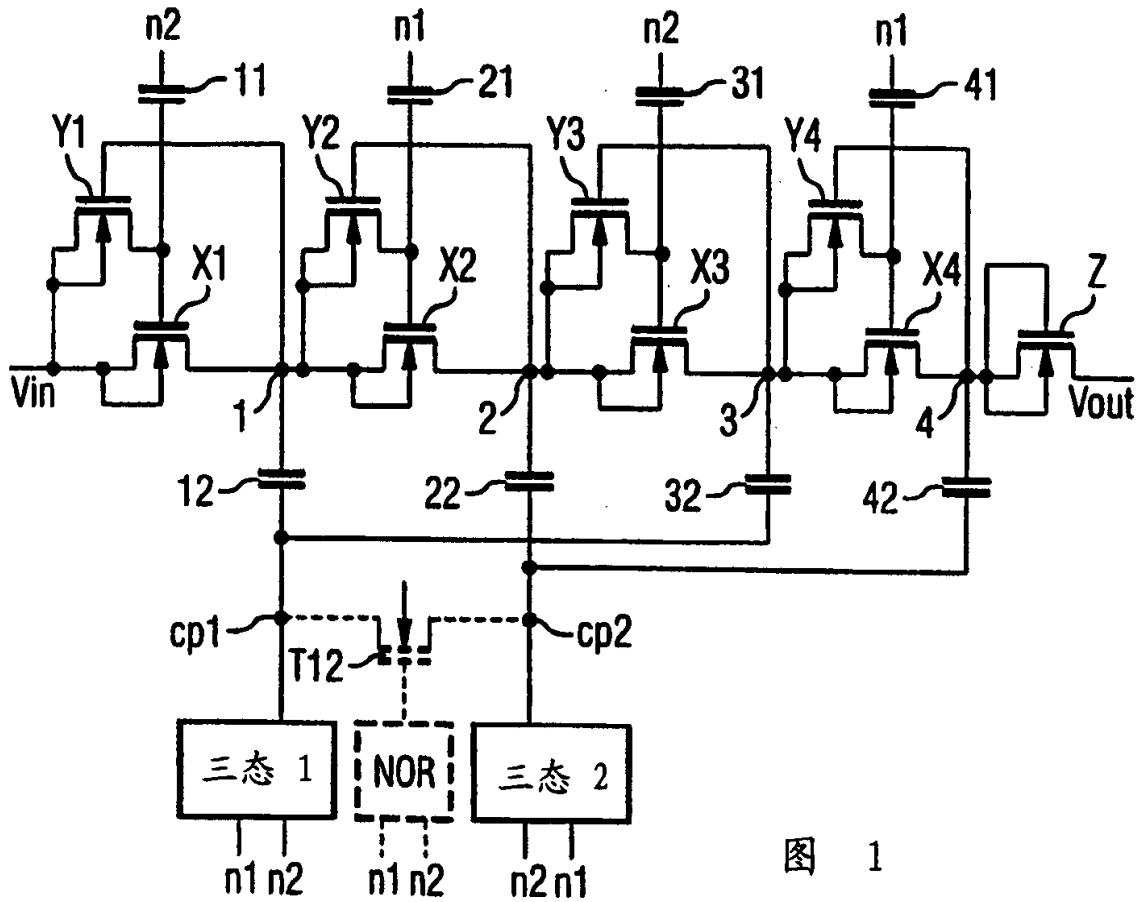 n2 n1 n2 n1
11 21 31 41
Y1 Y2 Y3 Y4
X1 X2 X3 X4 Z
Vin 1 2 3 4 Vout
12 22 32 42
cp1 T12 cp2
三态 1 NOR 三态 2
n1 n2 n1 n2 n2 n1
图 1